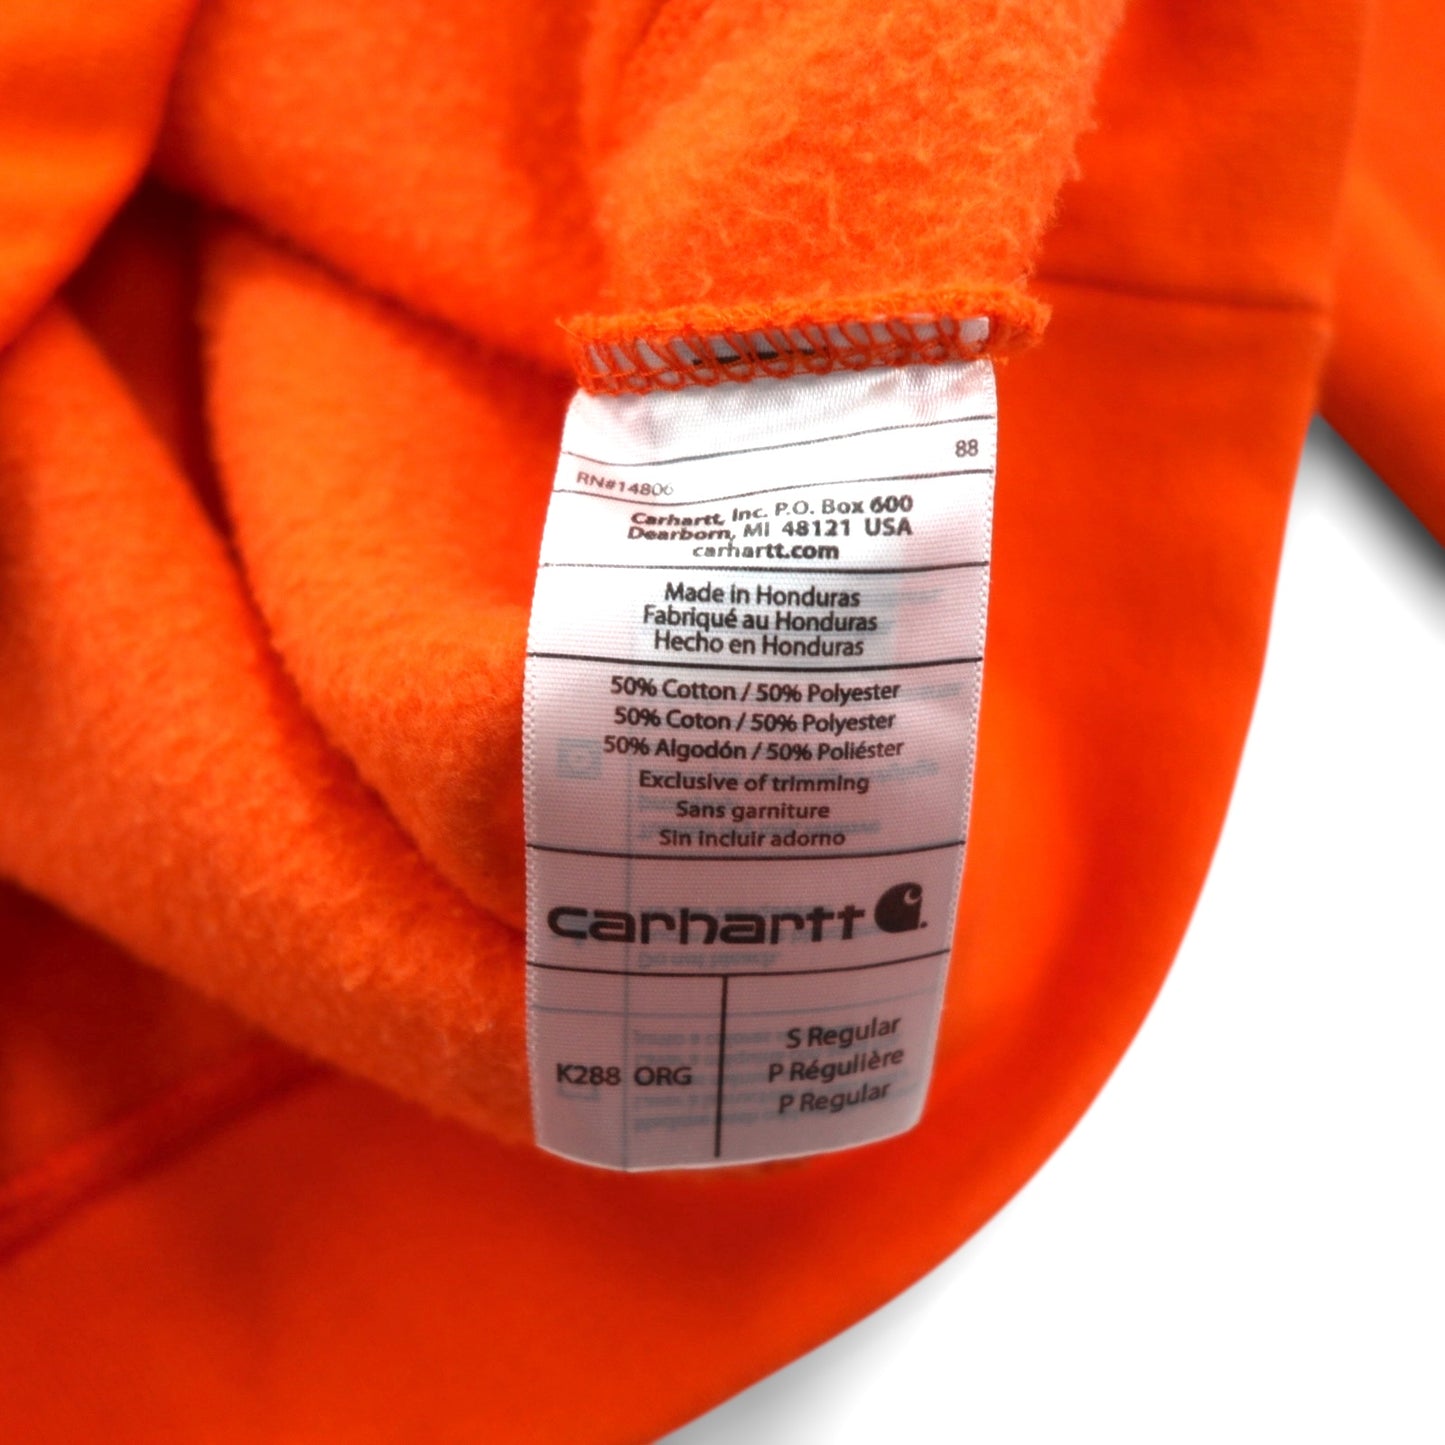 88
RN#14806
Carhartt, Inc. P.O. Box 600
Dearborn, MI 48121 USA
carhartt.com
Made in Honduras
Fabriqué au Honduras
Hecho en Honduras
50% Cotton / 50% Polyester
50% Coton / 50% Polyester
50% Algodón / 50% Poliéster
Exclusive of trimming
Sans garniture
Sin incluir adorno
carhartt
K288 ORG
S Regular
P Régulière
P Regular